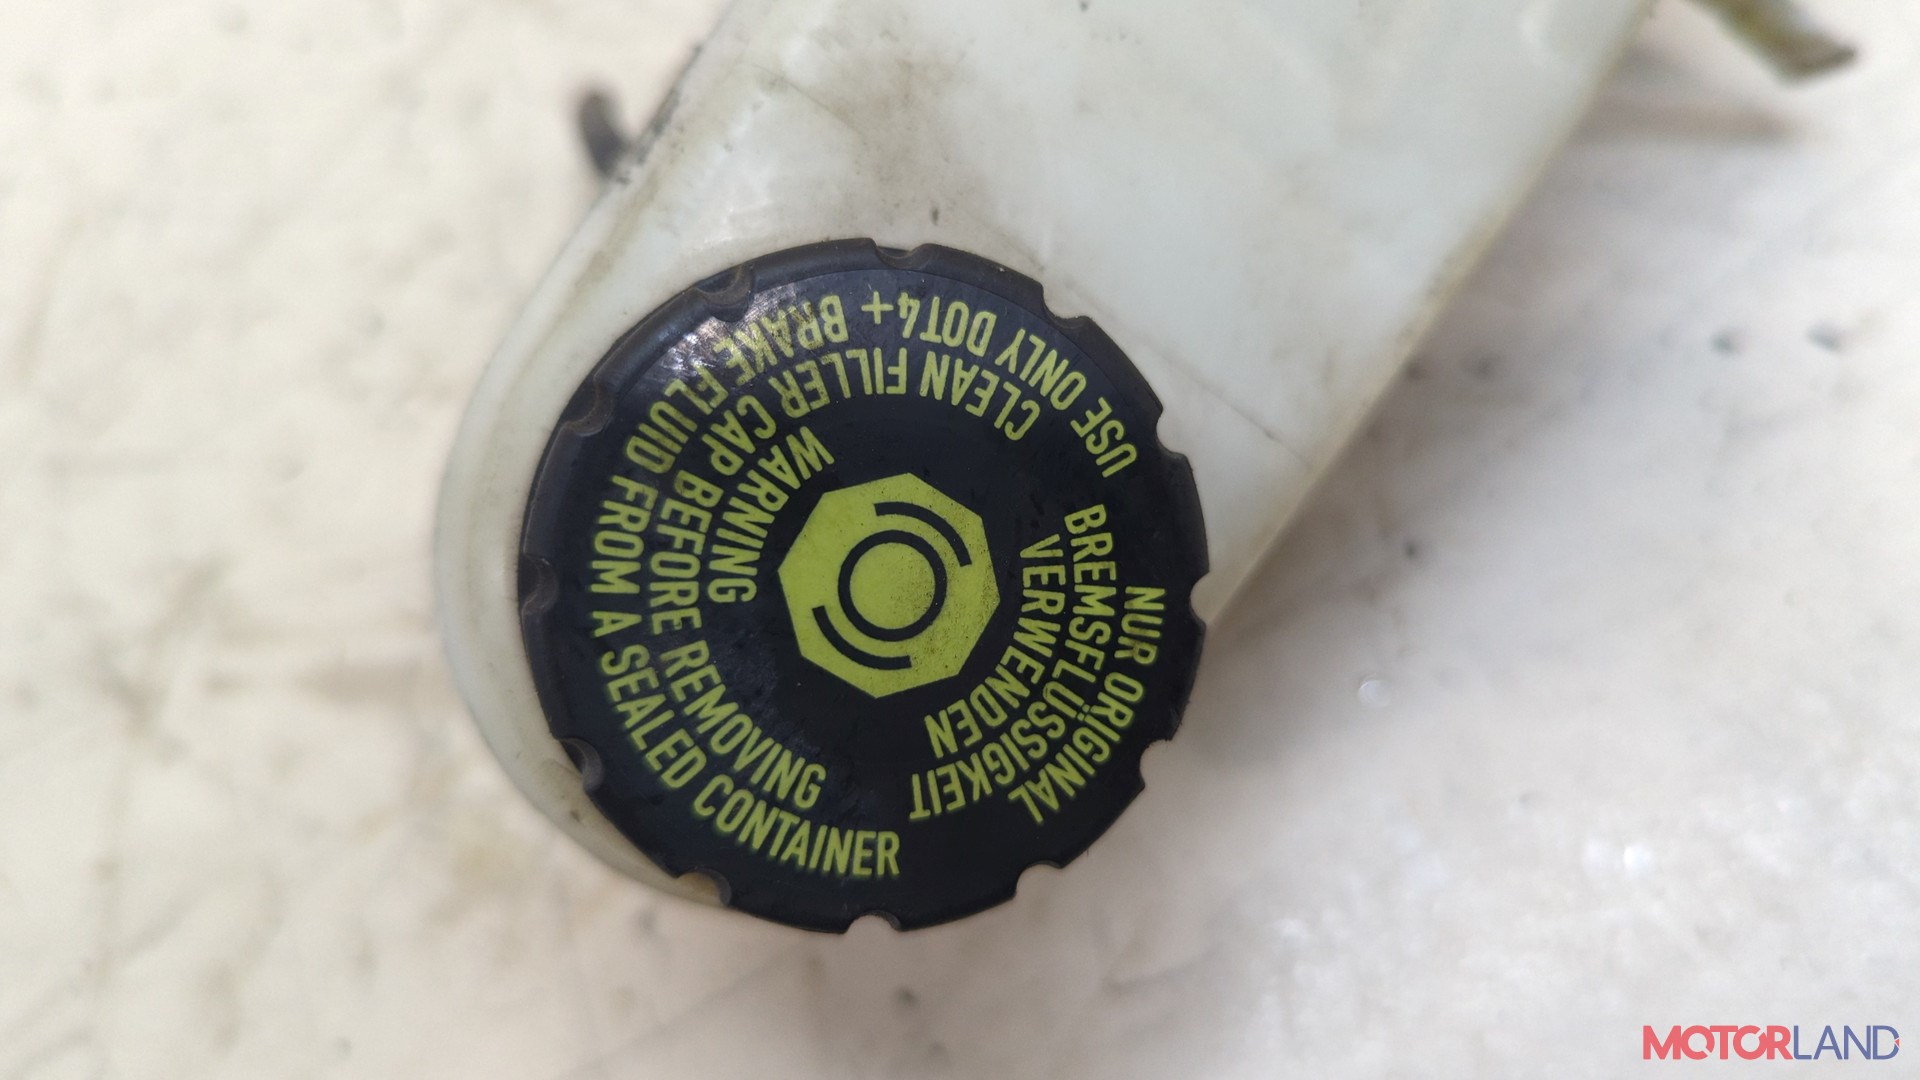 WARNING
CLEAN FILLER CAP BEFORE REMOVING
USE ONLY DOT4+ BRAKE FLUID FROM A SEALED CONTAINER
NUR ORIGINAL
BREMSFLÜSSIGKEIT
VERWENDEN
MOTORLAND